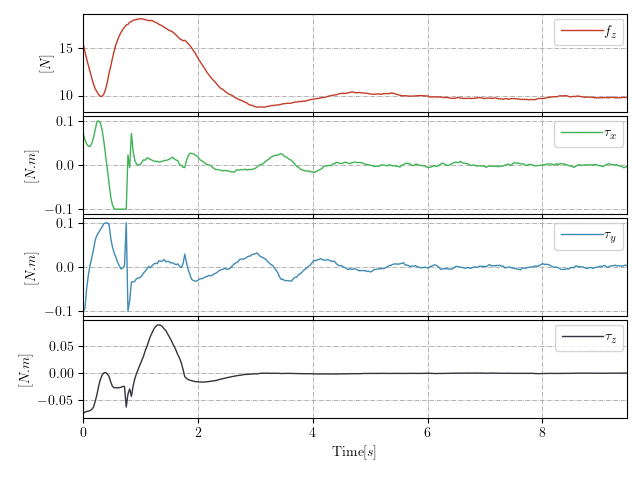 f_z
[N]
15
10
τ_x
[N.m]
0.1
0.0
−0.1
τ_y
[N.m]
0.1
0.0
−0.1
τ_z
[N.m]
0.05
0.00
−0.05
0 2 4 6 8
Time[s]